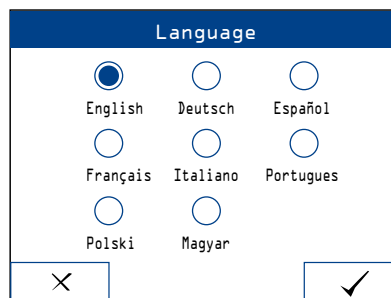 Language
English Deutsch Español
Français Italiano Portugues
Polski Magyar